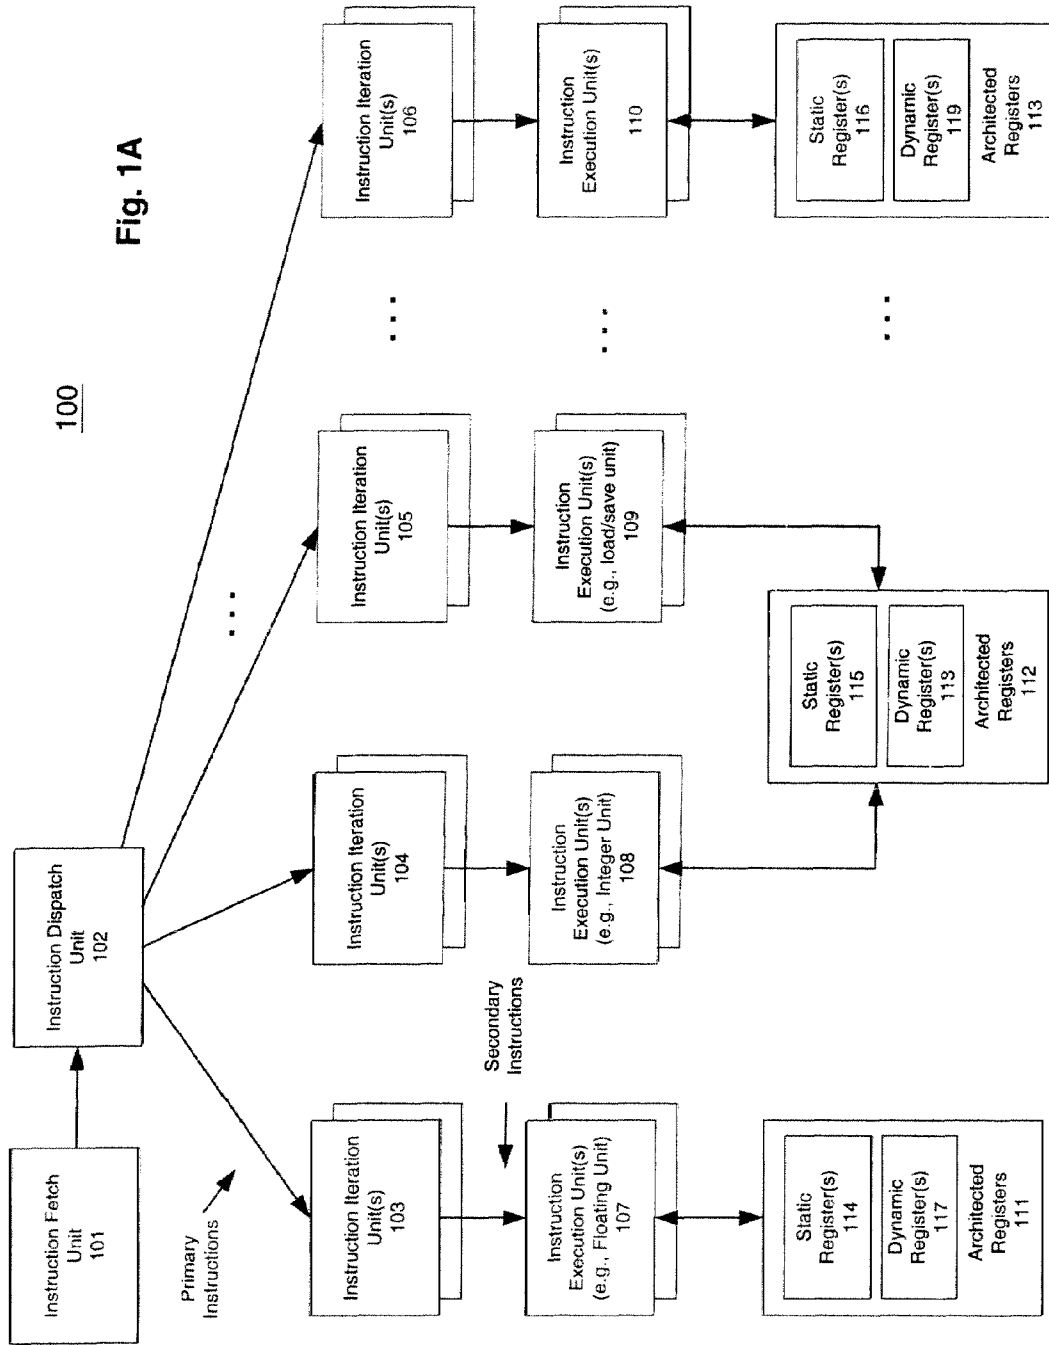 100
Fig. 1A
Instruction Fetch
Unit
101
Instruction Dispatch
Unit
102
Primary
Instructions
...
Instruction Iteration
Unit(s)
103
Instruction Iteration
Unit(s)
104
Instruction Iteration
Unit(s)
105
...
Instruction Iteration
Unit(s)
106
Secondary
Instructions
Instruction
Execution Unit(s)
(e.g., Floating Unit)
107
Instruction
Execution Unit(s)
(e.g., Integer Unit)
108
Instruction
Execution Unit(s)
(e.g., load/save unit)
109
...
Instruction
Execution Unit(s)
110
Static
Register(s)
114
Dynamic
Register(s)
117
Architected
Registers
111
Static
Register(s)
115
Dynamic
Register(s)
113
Architected
Registers
112
...
Static
Register(s)
116
Dynamic
Register(s)
119
Architected
Registers
113